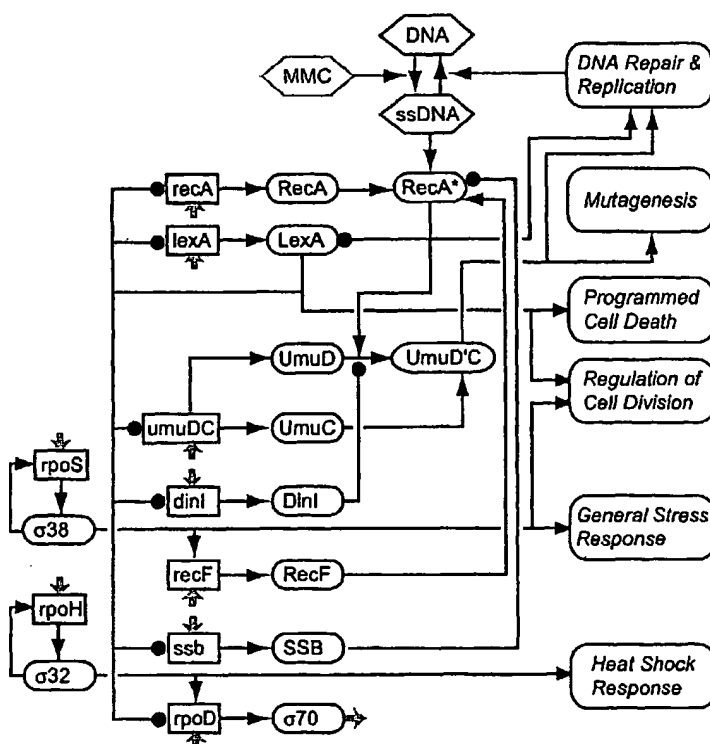 DNA
MMC
DNA Repair &
Replication
ssDNA
recA
RecA
RecA*
Mutagenesis
lexA
LexA
Programmed
Cell Death
UmuD
UmuD'C
Regulation of
Cell Division
umuDC
UmuC
rpoS
dinI
DinI
σ38
General Stress
Response
recF
RecF
rpoH
ssb
SSB
σ32
Heat Shock
Response
rpoD
σ70